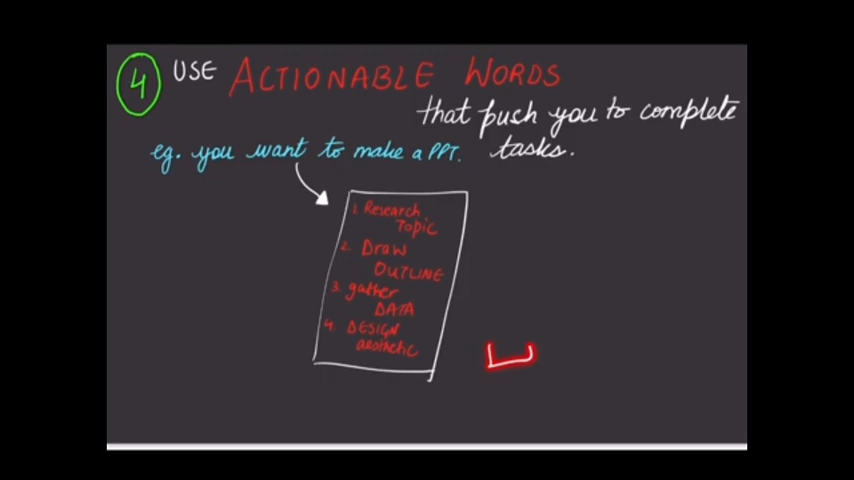 4 USE ACTIONABLE WORDS
that push you to complete
eg. you want to make a PPT. tasks.
1. Research
Topic
2. Draw
OUTLINE
3. gather
DATA
4. DESIGN
aesthetic